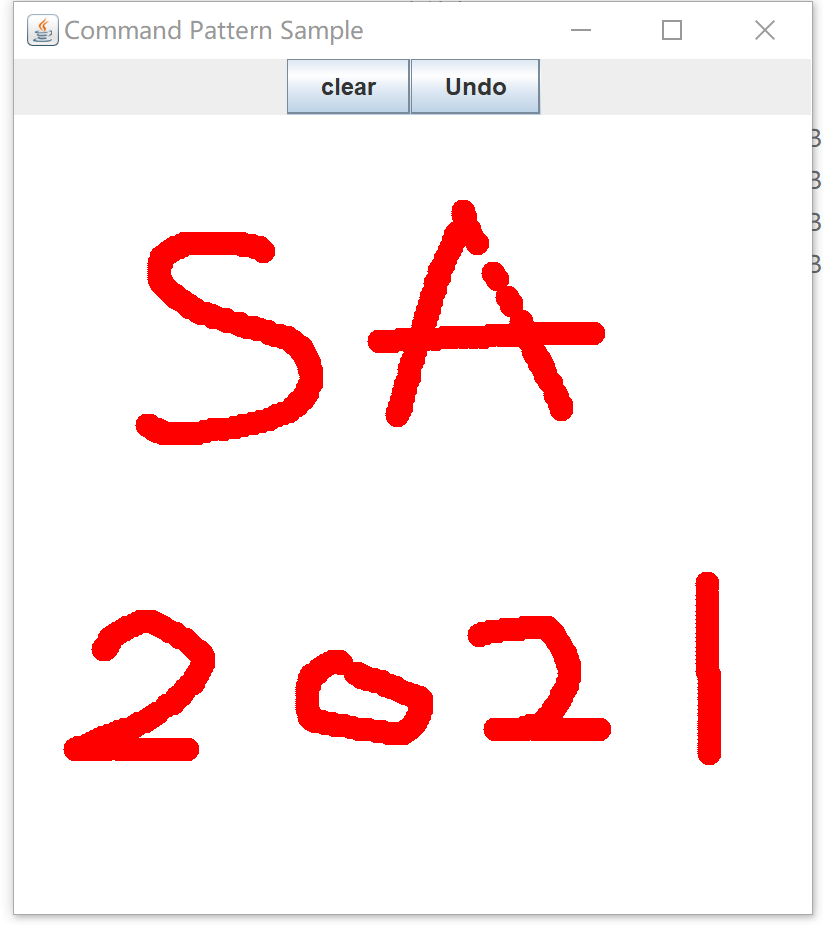 Command Pattern Sample
clear Undo
SA
2021